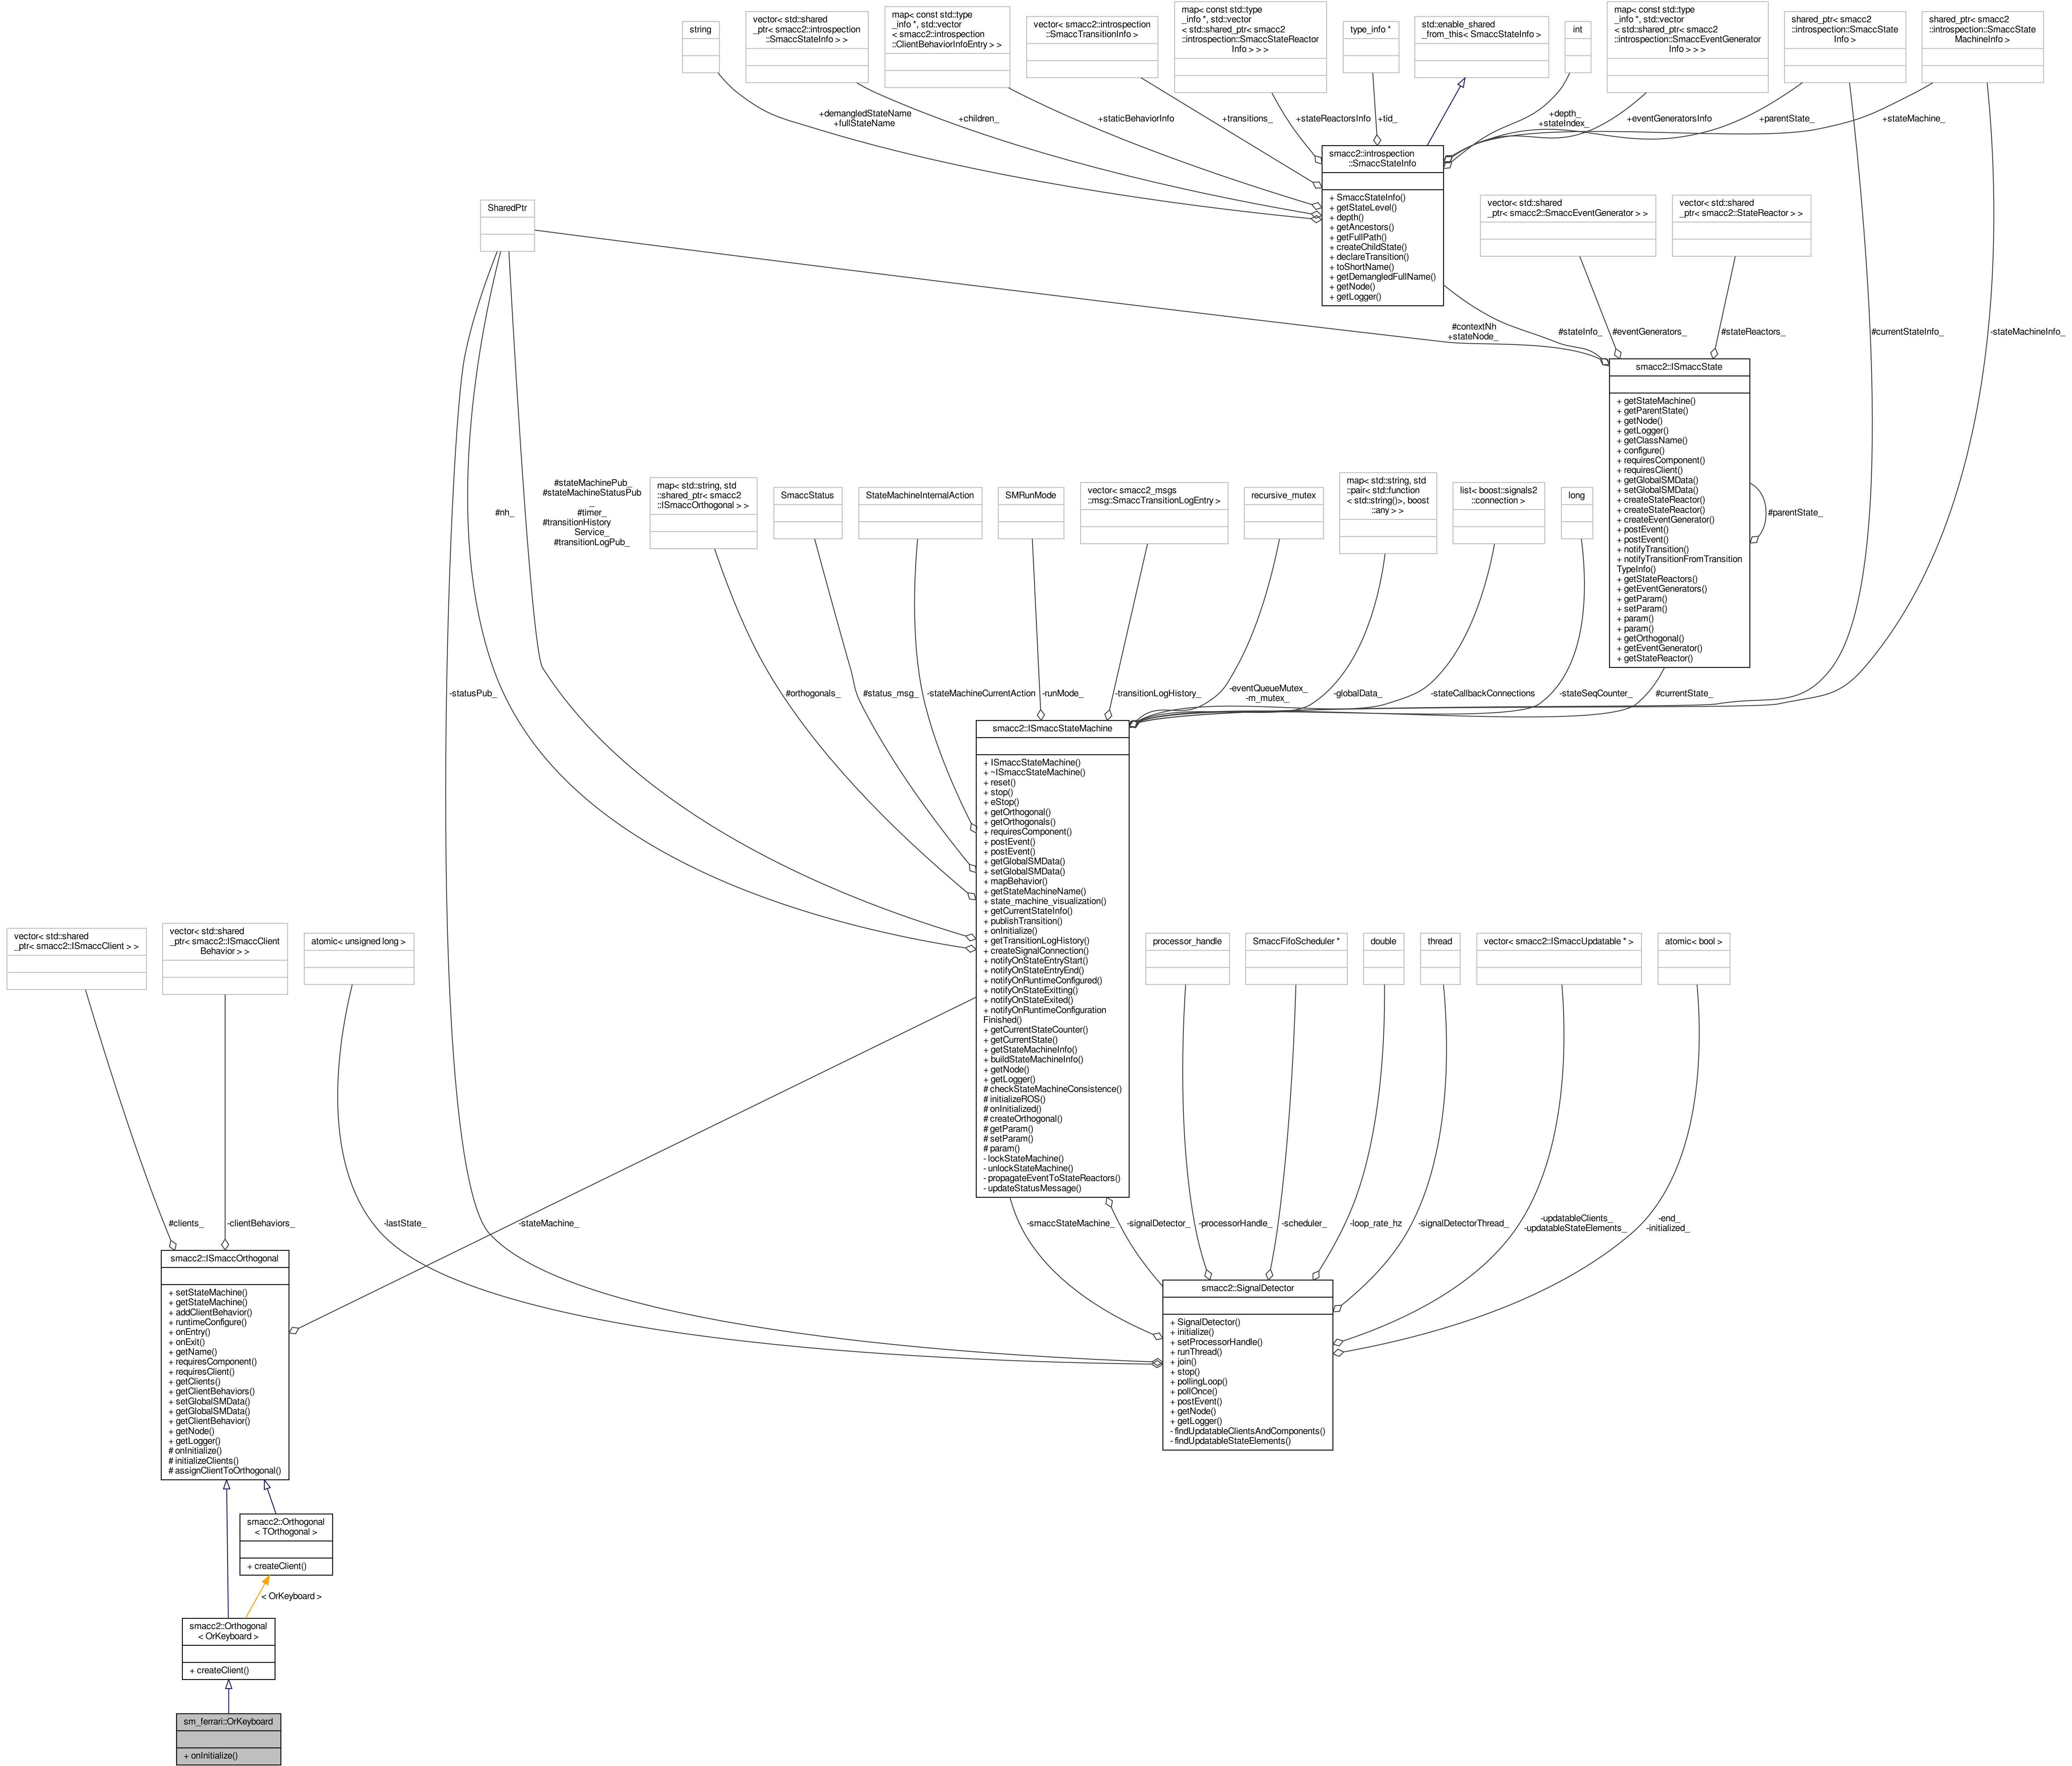 string
vector< std::shared
_ptr< smacc2::introspection
::SmaccStateInfo > >
map< const std::type
_info *, std::vector
< smacc2::introspection
::ClientBehaviorInfoEntry > >
vector< smacc2::introspection
::SmaccTransitionInfo >
map< const std::type
_info *, std::vector
< std::shared_ptr< smacc2
::introspection::SmaccStateReactor
Info > > >
type_info *
std::enable_shared
_from_this< SmaccStateInfo >
int
map< const std::type
_info *, std::vector
< std::shared_ptr< smacc2
::introspection::SmaccEventGenerator
Info > > >
shared_ptr< smacc2
::introspection::SmaccState
Info >
shared_ptr< smacc2
::introspection::SmaccState
MachineInfo >
+demangledStateName
+fullStateName
+children_
+staticBehaviorInfo
+transitions_
+stateReactorsInfo
+tid_
+depth_
+stateIndex_
+eventGeneratorsInfo
+parentState_
+stateMachine_
smacc2::introspection
::SmaccStateInfo
+ SmaccStateInfo()
+ getStateLevel()
+ depth()
+ getAncestors()
+ getFullPath()
+ createChildState()
+ declareTransition()
+ toShortName()
+ getDemangledFullName()
+ getNode()
+ getLogger()
SharedPtr
vector< std::shared
_ptr< smacc2::SmaccEventGenerator > >
vector< std::shared
_ptr< smacc2::StateReactor > >
#contextNh
+stateNode_
#stateInfo_
#eventGenerators_
#stateReactors_
#currentStateInfo_
-stateMachineInfo_
smacc2::ISmaccState
+ getStateMachine()
+ getParentState()
+ getNode()
+ getLogger()
+ getClassName()
+ configure()
+ requiresComponent()
+ requiresClient()
+ getGlobalSMData()
+ setGlobalSMData()
+ createStateReactor()
+ createStateReactor()
+ createEventGenerator()
+ postEvent()
+ postEvent()
+ notifyTransition()
+ notifyTransitionFromTransition
TypeInfo()
+ getStateReactors()
+ getEventGenerators()
+ getParam()
+ setParam()
+ param()
+ param()
+ getOrthogonal()
+ getEventGenerator()
+ getStateReactor()
#parentState_
#nh_
#stateMachinePub_
#stateMachineStatusPub
_
#timer_
#transitionHistory
Service_
#transitionLogPub_
map< std::string, std
::shared_ptr< smacc2
::ISmaccOrthogonal > >
SmaccStatus
StateMachineInternalAction
SMRunMode
vector< smacc2_msgs
::msg::SmaccTransitionLogEntry >
recursive_mutex
map< std::string, std
::pair< std::function
< std::string()>, boost
::any > >
list< boost::signals2
::connection >
long
-statusPub_
#orthogonals_
#status_msg_
-stateMachineCurrentAction
-runMode_
-transitionLogHistory_
-eventQueueMutex_
-m_mutex_
-globalData_
-stateCallbackConnections
-stateSeqCounter_
#currentState_
smacc2::ISmaccStateMachine
+ ISmaccStateMachine()
+ ~ISmaccStateMachine()
+ reset()
+ stop()
+ eStop()
+ getOrthogonal()
+ getOrthogonals()
+ requiresComponent()
+ postEvent()
+ postEvent()
+ getGlobalSMData()
+ setGlobalSMData()
+ mapBehavior()
+ getStateMachineName()
+ state_machine_visualization()
+ getCurrentStateInfo()
+ publishTransition()
+ onInitialize()
+ getTransitionLogHistory()
+ createSignalConnection()
+ notifyOnStateEntryStart()
+ notifyOnStateEntryEnd()
+ notifyOnRuntimeConfigured()
+ notifyOnStateExitting()
+ notifyOnStateExited()
+ notifyOnRuntimeConfiguration
Finished()
+ getCurrentStateCounter()
+ getCurrentState()
+ getStateMachineInfo()
+ buildStateMachineInfo()
+ getNode()
+ getLogger()
# checkStateMachineConsistence()
# initializeROS()
# onInitialized()
# createOrthogonal()
# getParam()
# setParam()
# param()
- lockStateMachine()
- unlockStateMachine()
- propagateEventToStateReactors()
- updateStatusMessage()
vector< std::shared
_ptr< smacc2::ISmaccClient > >
vector< std::shared
_ptr< smacc2::ISmaccClient
Behavior > >
atomic< unsigned long >
processor_handle
SmaccFifoScheduler *
double
thread
vector< smacc2::ISmaccUpdatable * >
atomic< bool >
#clients_
-clientBehaviors_
-lastState_
-stateMachine_
-smaccStateMachine_
-signalDetector_
-processorHandle_
-scheduler_
-loop_rate_hz
-signalDetectorThread_
-updatableClients_
-updatableStateElements_
-end_
-initialized_
smacc2::ISmaccOrthogonal
+ setStateMachine()
+ getStateMachine()
+ addClientBehavior()
+ runtimeConfigure()
+ onEntry()
+ onExit()
+ getName()
+ requiresComponent()
+ requiresClient()
+ getClients()
+ getClientBehaviors()
+ setGlobalSMData()
+ getGlobalSMData()
+ getClientBehavior()
+ getNode()
+ getLogger()
# onInitialize()
# initializeClients()
# assignClientToOrthogonal()
smacc2::SignalDetector
+ SignalDetector()
+ initialize()
+ setProcessorHandle()
+ runThread()
+ join()
+ stop()
+ pollingLoop()
+ pollOnce()
+ postEvent()
+ getNode()
+ getLogger()
- findUpdatableClientsAndComponents()
- findUpdatableStateElements()
smacc2::Orthogonal
< TOrthogonal >
+ createClient()
< OrKeyboard >
smacc2::Orthogonal
< OrKeyboard >
+ createClient()
sm_ferrari::OrKeyboard
+ onInitialize()